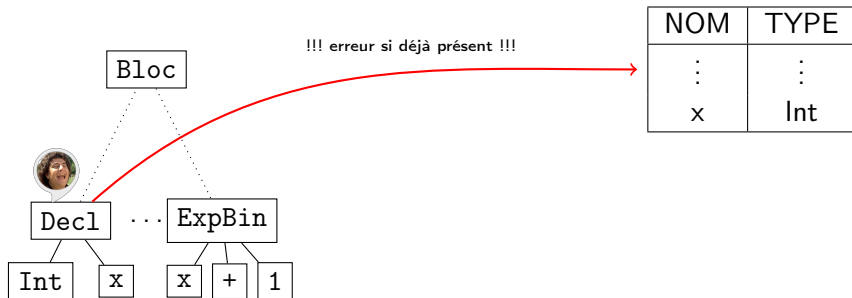 NOM TYPE
!!! erreur si déjà présent !!!
Bloc
⋮ ⋮
x Int
Decl ... ExpBin
Int x x + 1